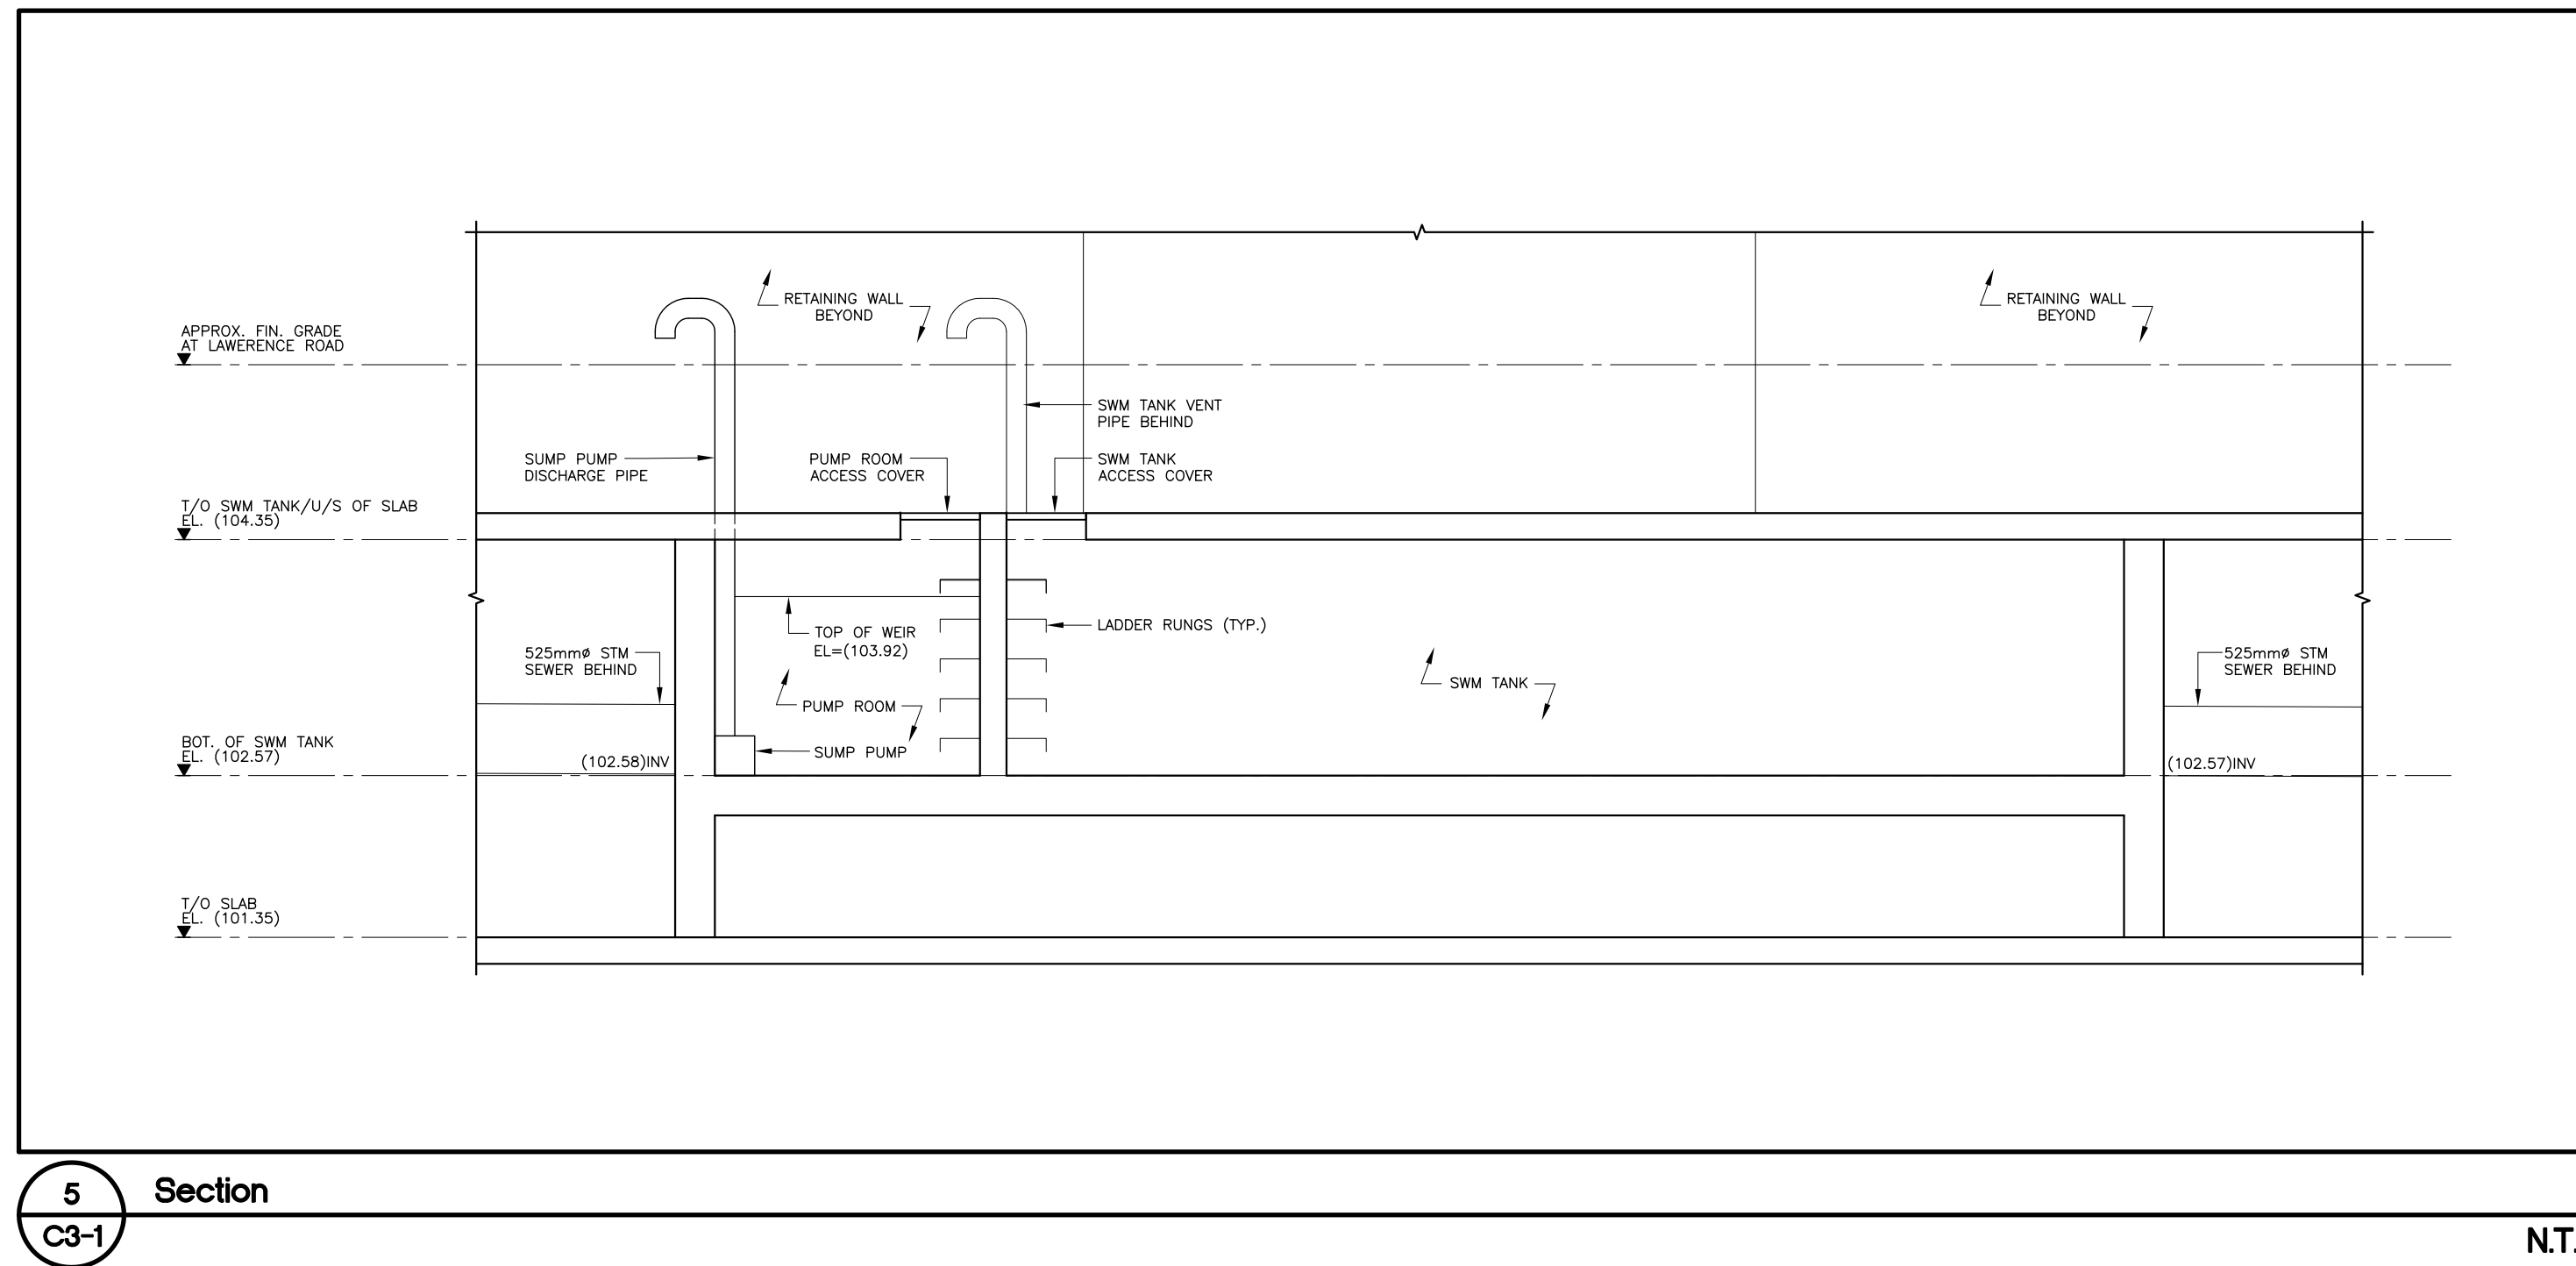 RETAINING WALL
BEYOND
RETAINING WALL
BEYOND
APPROX. FIN. GRADE
AT LAWERENCE ROAD
SWM TANK VENT
PIPE BEHIND
SUMP PUMP
DISCHARGE PIPE
PUMP ROOM
ACCESS COVER
SWM TANK
ACCESS COVER
T/O SWM TANK/U/S OF SLAB
EL. (104.35)
LADDER RUNGS (TYP.)
TOP OF WEIR
EL=(103.92)
525mmø STM
SEWER BEHIND
525mmø STM
SEWER BEHIND
SWM TANK
PUMP ROOM
SUMP PUMP
BOT. OF SWM TANK
EL. (102.57)
(102.58)INV
(102.57)INV
T/O SLAB
EL. (101.35)
5
Section
C3-1
N.T.